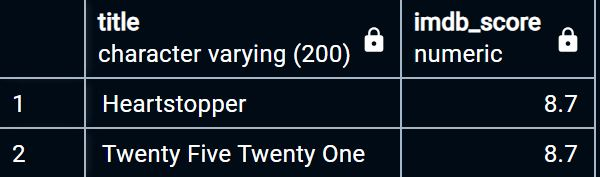 title imdb_score
character varying (200) numeric
1 Heartstopper 8.7
2 Twenty Five Twenty One 8.7